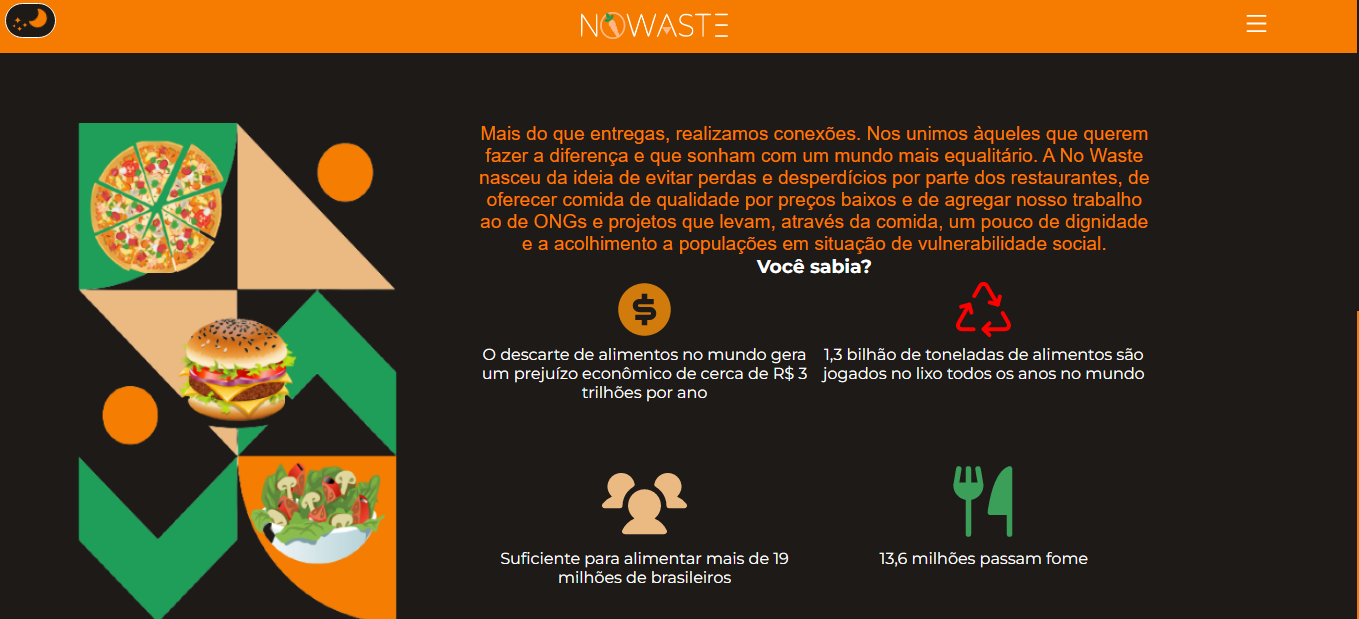 NOWASTE
Mais do que entregas, realizamos conexões. Nos unimos àqueles que querem
fazer a diferença e que sonham com um mundo mais equalitário. A No Waste
nasceu da ideia de evitar perdas e desperdícios por parte dos restaurantes, de
oferecer comida de qualidade por preços baixos e de agregar nosso trabalho
ao de ONGs e projetos que levam, através da comida, um pouco de dignidade
e a acolhimento a populações em situação de vulnerabilidade social.
Você sabia?
O descarte de alimentos no mundo gera
um prejuízo econômico de cerca de R$ 3
trilhões por ano
1,3 bilhão de toneladas de alimentos são
jogados no lixo todos os anos no mundo
Suficiente para alimentar mais de 19
milhões de brasileiros
13,6 milhões passam fome